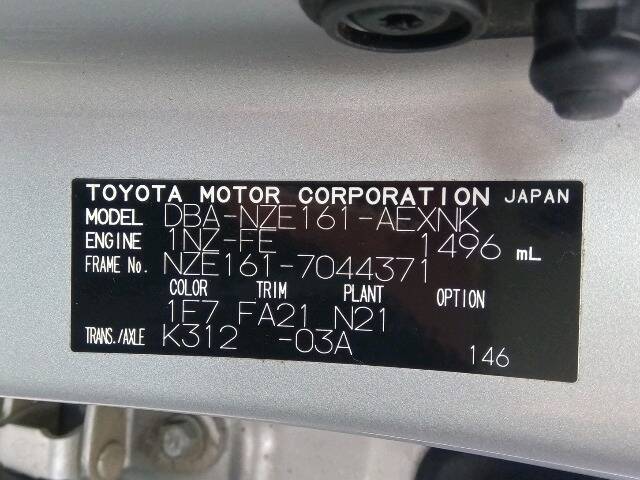 TOYOTA MOTOR CORPORATION JAPAN
MODEL DBA-NZE161-AEXNK
ENGINE 1NZ-FE 1496 mL
FRAME No. NZE161-7044371
COLOR TRIM PLANT OPTION
1F7 FA21 N21
TRANS./AXLE K312 -03A
146